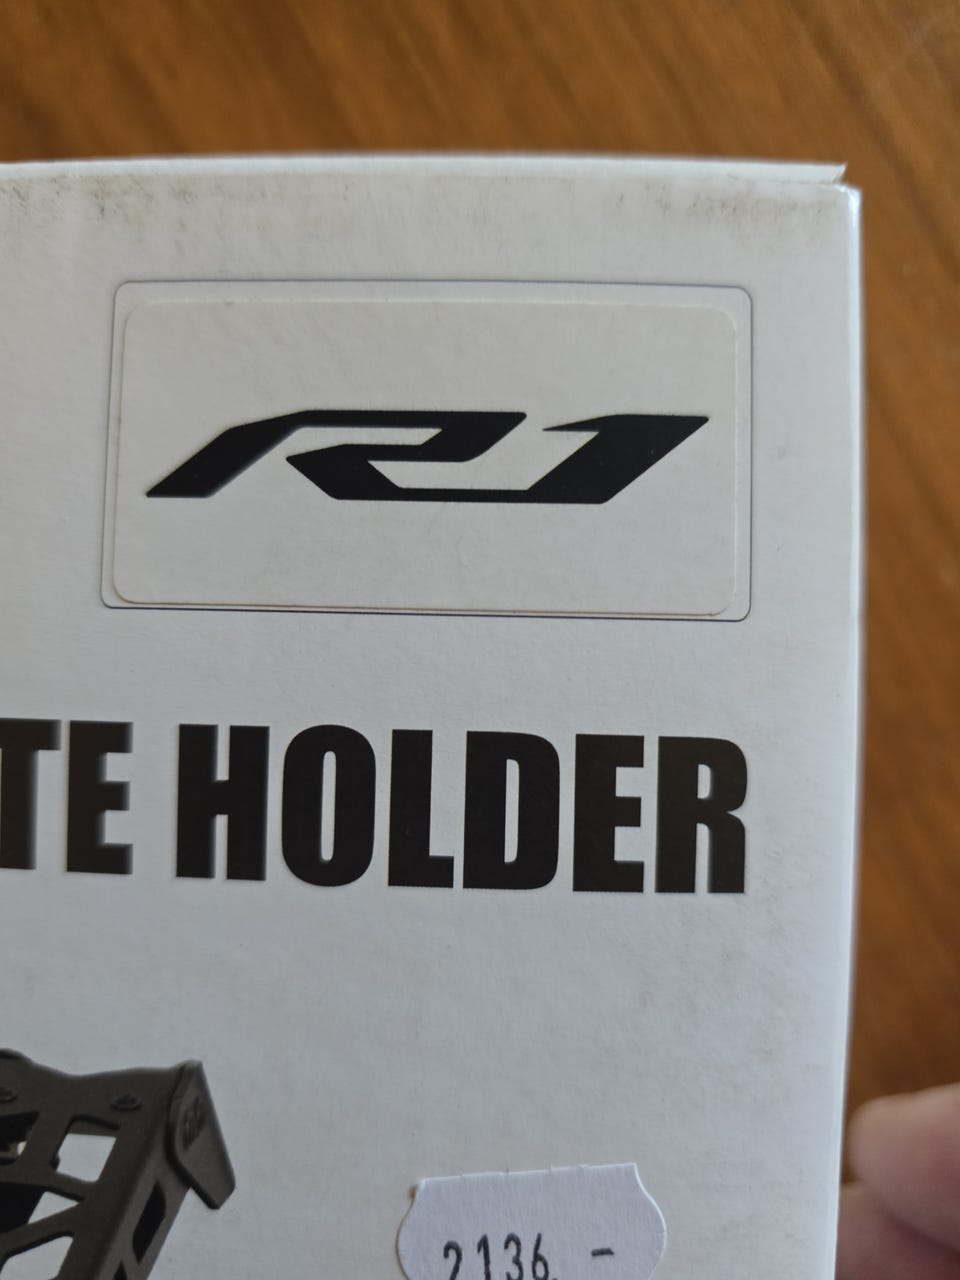 R1
TE HOLDER
2136.-